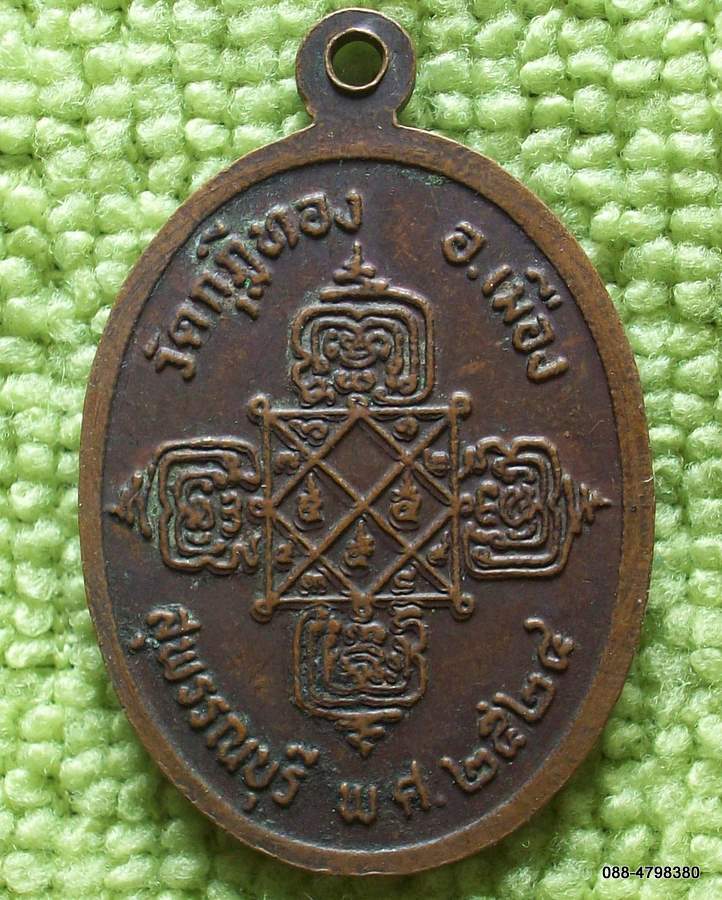 วัดกุฎีทอง
อ.เมือง
สุพรรณบุรี
พ.ศ. ๒๕๒๔
088-4798380